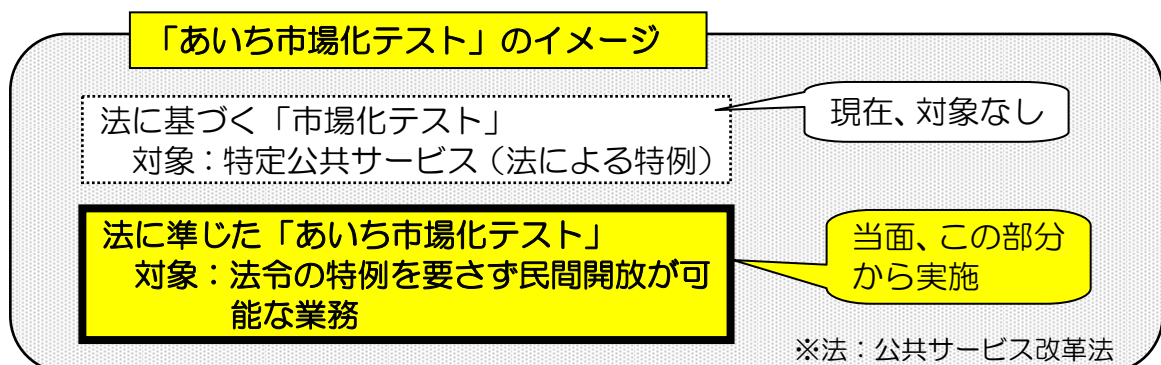 「あいち市場化テスト」のイメージ
法に基づく「市場化テスト」
対象：特定公共サービス（法による特例）
現在、対象なし
法に準じた「あいち市場化テスト」
対象：法令の特例を要さず民間開放が可
能な業務
当面、この部分
から実施
※法：公共サービス改革法